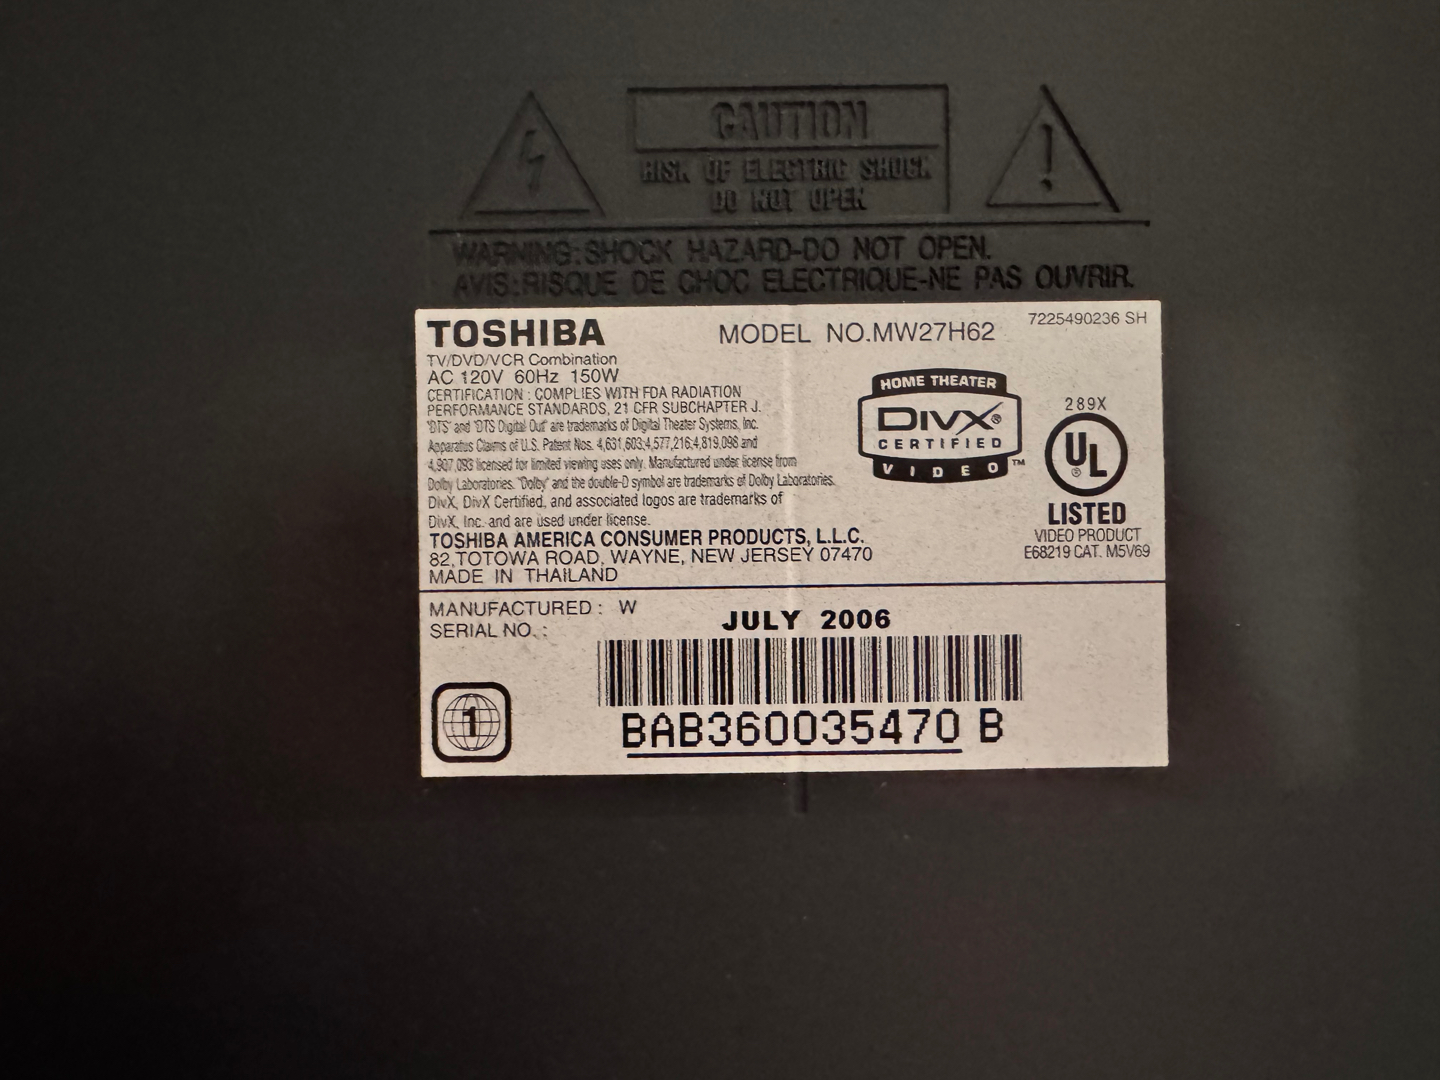 CAUTION
RISK OF ELECTRIC SHOCK
DO NOT OPEN
WARNING:SHOCK HAZARD-DO NOT OPEN.
AVIS:RISQUE DE CHOC ELECTRIQUE-NE PAS OUVRIR.
TOSHIBA MODEL NO.MW27H62 7225490236 SH
TV/DVD/VCR Combination
AC 120V 60Hz 150W
CERTIFICATION : COMPLIES WITH FDA RADIATION
PERFORMANCE STANDARDS, 21 CFR SUBCHAPTER J.
"DTS" and "DTS Digital Out" are trademarks of Digital Theater Systems, Inc.
Apparatus Claims of U.S. Patent Nos. 4,631,603;4,577,216;4,819,098 and
4,907,093 licensed for limited viewing uses only. Manufactured under license from
Dolby Laboratories. "Dolby" and the double-D symbol are trademarks of Dolby Laboratories.
DivX, DivX Certified, and associated logos are trademarks of
DivX, Inc. and are used under license.
TOSHIBA AMERICA CONSUMER PRODUCTS, L.L.C.
82,TOTOWA ROAD, WAYNE, NEW JERSEY 07470
MADE IN THAILAND
HOME THEATER
DIVX®
CERTIFIED
VIDEO™
289X
UL®
LISTED
VIDEO PRODUCT
E68219 CAT. M5V69
MANUFACTURED : W JULY 2006
SERIAL NO. :
BAB360035470 B
1